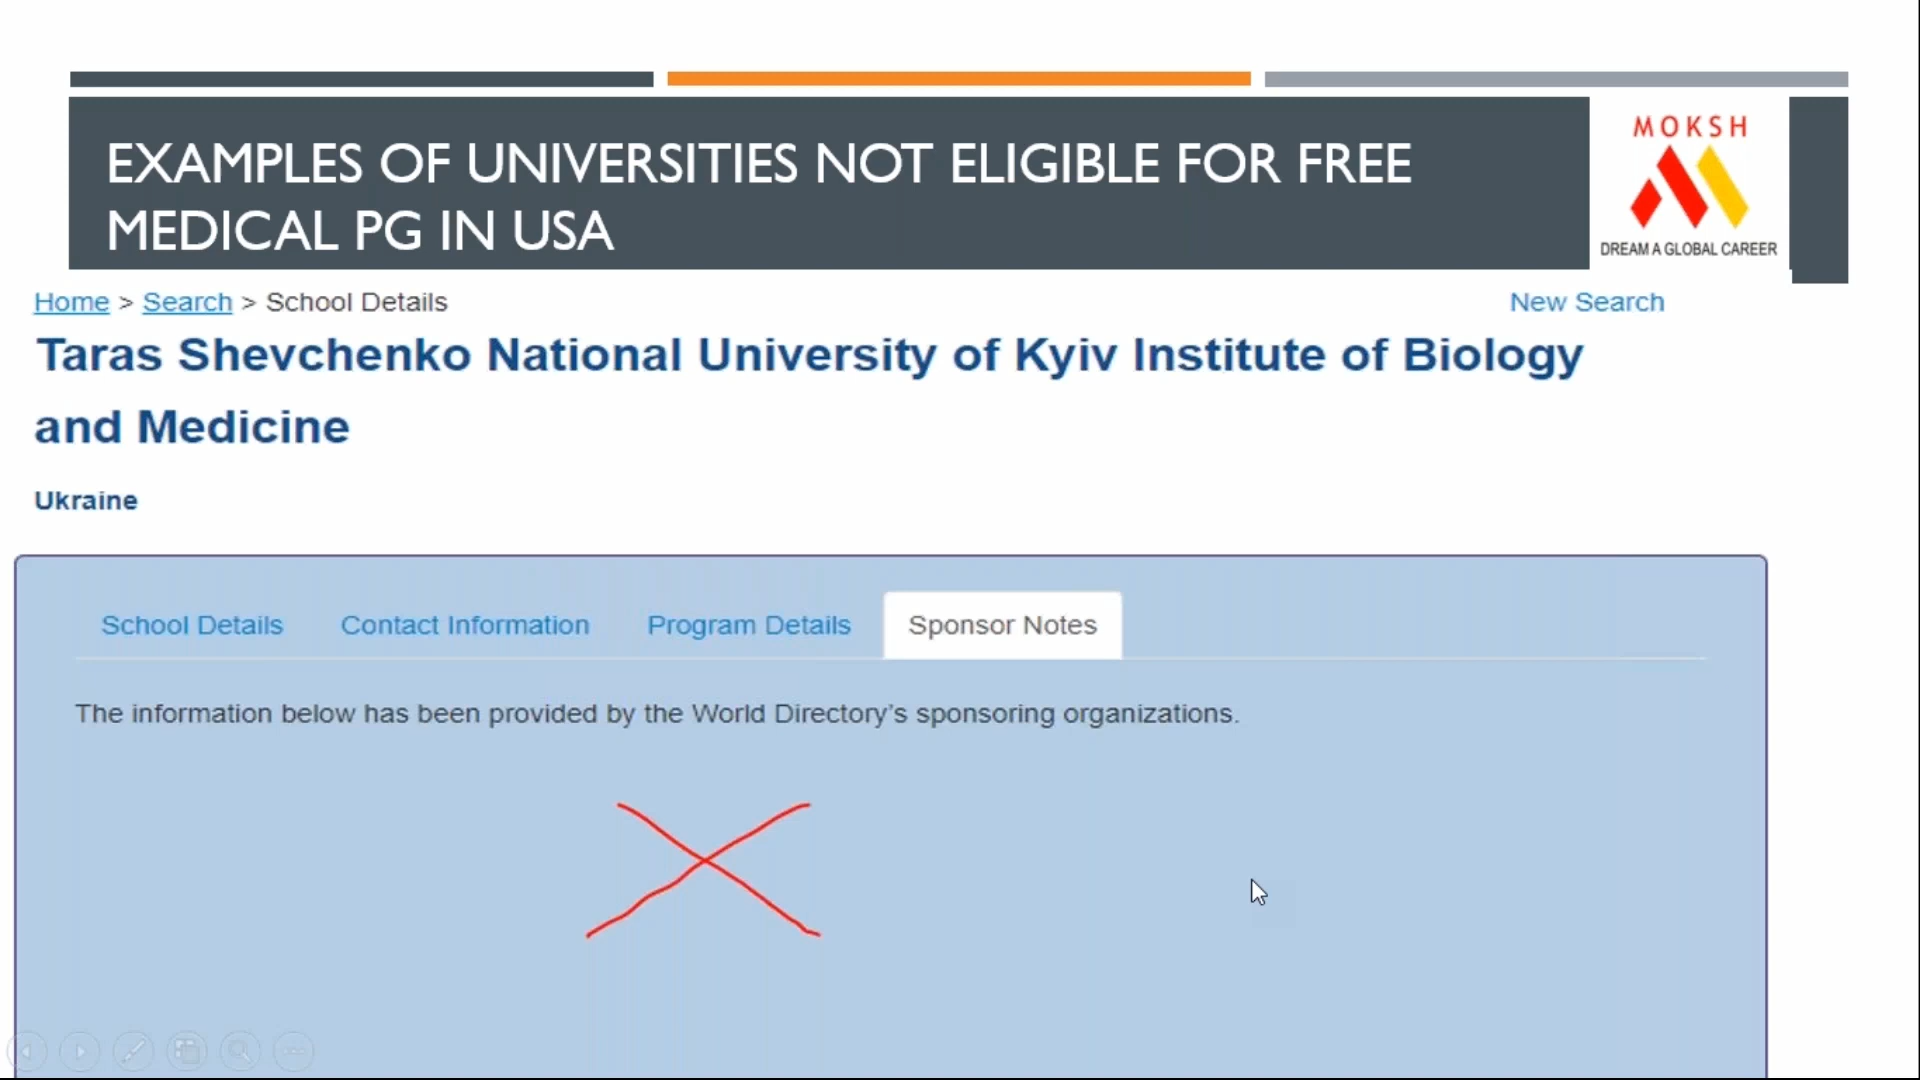 EXAMPLES OF UNIVERSITIES NOT ELIGIBLE FOR FREE
MEDICAL PG IN USA
MOKSH
DREAM A GLOBAL CAREER
Home > Search > School Details
New Search
Taras Shevchenko National University of Kyiv Institute of Biology
and Medicine
Ukraine
School Details Contact Information Program Details Sponsor Notes
The information below has been provided by the World Directory’s sponsoring organizations.